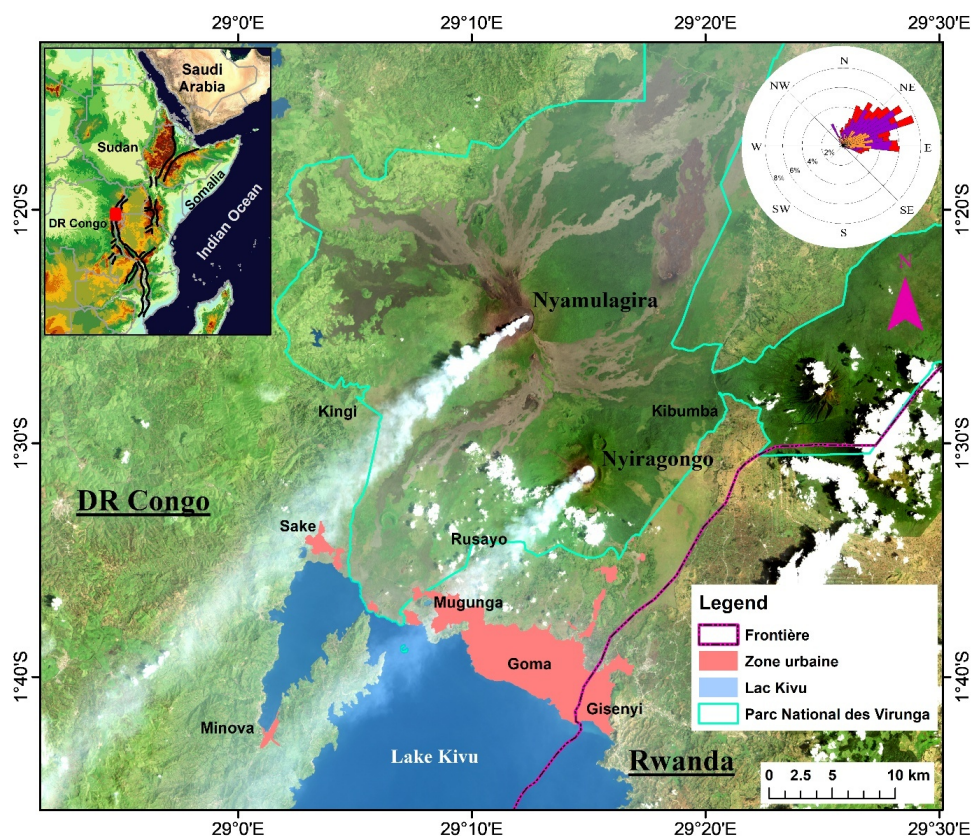 29°0'E
29°10'E
29°20'E
29°30'E
Saudi
Arabia
Sudan
Somalia
DR Congo
Indian Ocean
N
NE
E
SE
S
SW
W
NW
2%
4%
6%
8%
N
1°20'S
1°20'S
Nyamulagira
Kingi
Kibumba
1°30'S
1°30'S
Nyiragongo
DR Congo
Sake
Rusayo
Mugunga
Goma
Gisenyi
Minova
Lake Kivu
Rwanda
1°40'S
1°40'S
Legend
Frontière
Zone urbaine
Lac Kivu
Parc National des Virunga
0 2.5 5 10 km
29°0'E
29°10'E
29°20'E
29°30'E